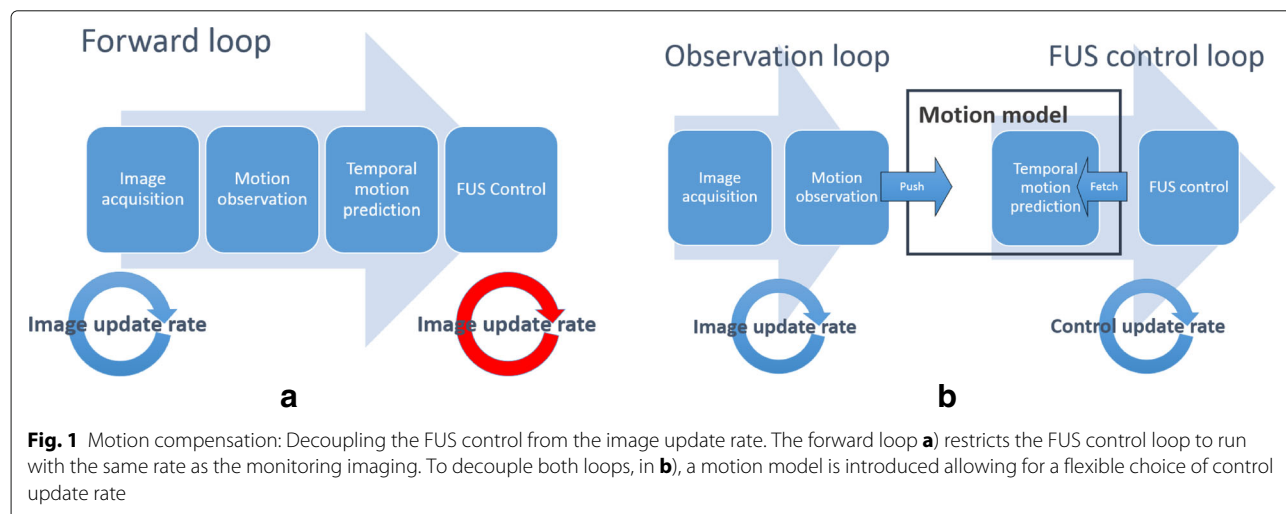 Forward loop
Image
acquisition
Motion
observation
Temporal
motion
prediction
FUS Control
Image update rate
Image update rate
a
Observation loop
FUS control loop
Motion model
Image
acquisition
Motion
observation
Push
Temporal
motion
prediction
Fetch
FUS control
Image update rate
Control update rate
b
Fig. 1 Motion compensation: Decoupling the FUS control from the image update rate. The forward loop a) restricts the FUS control loop to run
with the same rate as the monitoring imaging. To decouple both loops, in b), a motion model is introduced allowing for a flexible choice of control
update rate